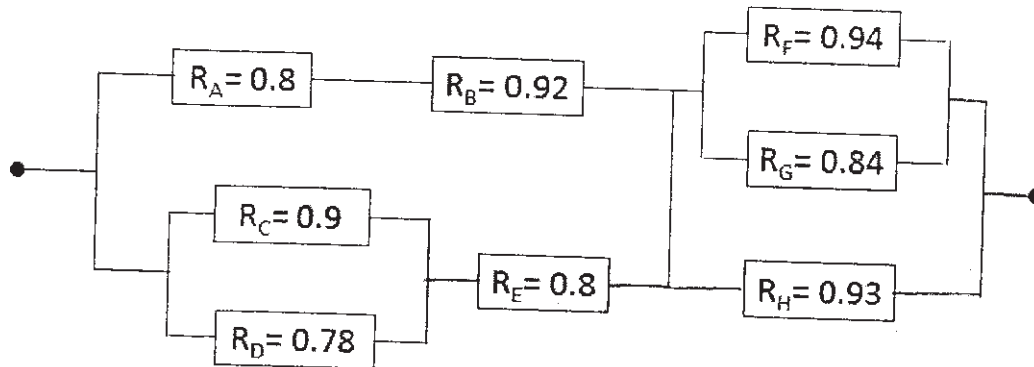 R_F= 0.94
R_A= 0.8
R_B= 0.92
R_G= 0.84
R_C= 0.9
R_E= 0.8
R_H= 0.93
R_D= 0.78